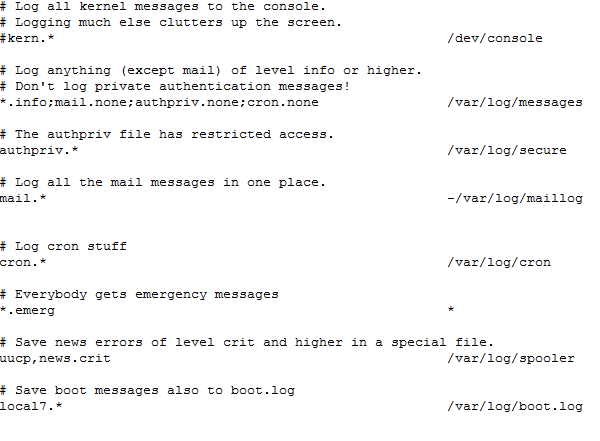 # Log all kernel messages to the console.
# Logging much else clutters up the screen.
#kern.* /dev/console
# Log anything (except mail) of level info or higher.
# Don't log private authentication messages!
*.info;mail.none;authpriv.none;cron.none /var/log/messages
# The authpriv file has restricted access.
authpriv.* /var/log/secure
# Log all the mail messages in one place.
mail.* -/var/log/maillog
# Log cron stuff
cron.* /var/log/cron
# Everybody gets emergency messages
*.emerg *
# Save news errors of level crit and higher in a special file.
uucp,news.crit /var/log/spooler
# Save boot messages also to boot.log
local7.* /var/log/boot.log